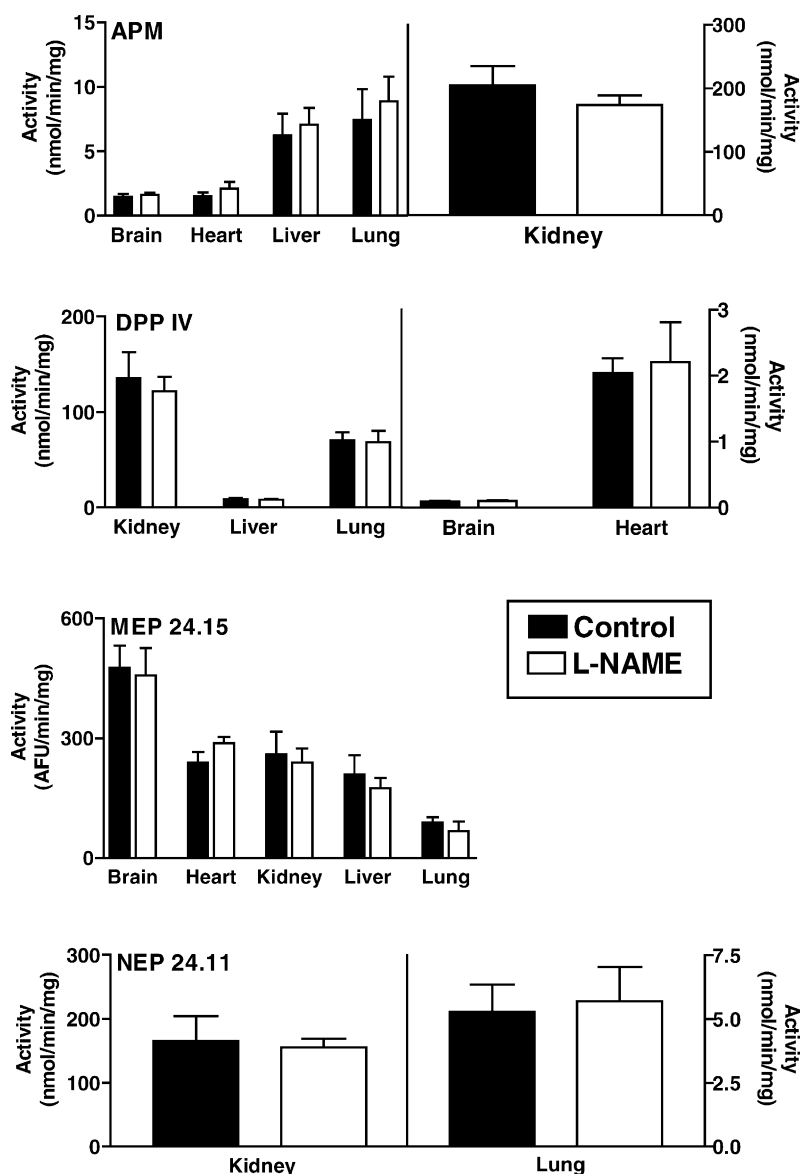 APM
Activity
(nmol/min/mg)
15
10
5
0
300
200
100
0
Activity
(nmol/min/mg)
Brain Heart Liver Lung Kidney
DPP IV
Activity
(nmol/min/mg)
200
100
0
3
2
1
0
Activity
(nmol/min/mg)
Kidney Liver Lung Brain Heart
MEP 24.15
Activity
(AFU/min/mg)
600
300
0
Brain Heart Kidney Liver Lung
Control
L-NAME
NEP 24.11
Activity
(nmol/min/mg)
300
200
100
0
7.5
5.0
2.5
0.0
Activity
(nmol/min/mg)
Kidney Lung